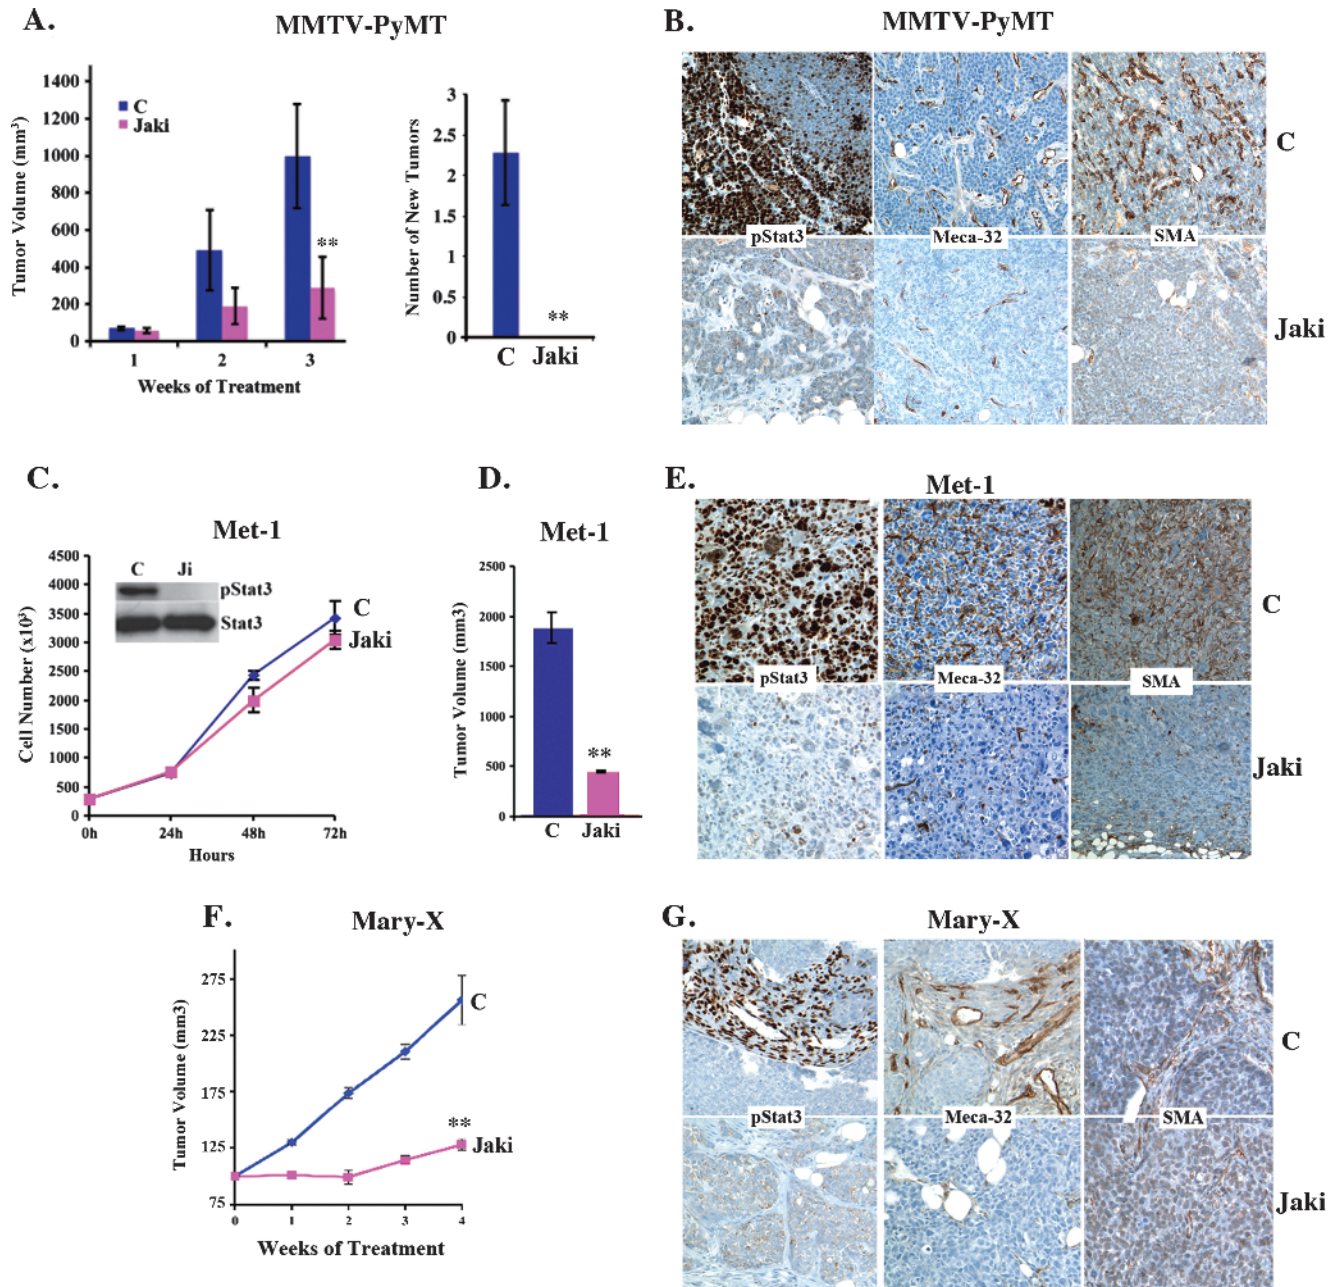 A.
MMTV-PyMT
1400
1200
1000
800
600
400
200
0
Tumor Volume (mm³)
C
Jaki
**
1 2 3
Weeks of Treatment
3
2.5
2
1.5
1
0.5
0
Number of New Tumors
**
C Jaki
B.
MMTV-PyMT
pStat3 Meca-32 SMA
C
Jaki
C.
Met-1
4500
4000
3500
3000
2500
2000
1500
1000
500
0
Cell Number (x10³)
C Ji
pStat3
Stat3
C
Jaki
0h 24h 48h 72h
Hours
D.
Met-1
2500
2000
1500
1000
500
0
Tumor Volume (mm3)
**
C Jaki
E.
Met-1
pStat3 Meca-32 SMA
C
Jaki
F.
Mary-X
275
225
175
125
75
Tumor Volume (mm3)
C
**
Jaki
0 1 2 3 4
Weeks of Treatment
G.
Mary-X
pStat3 Meca-32 SMA
C
Jaki